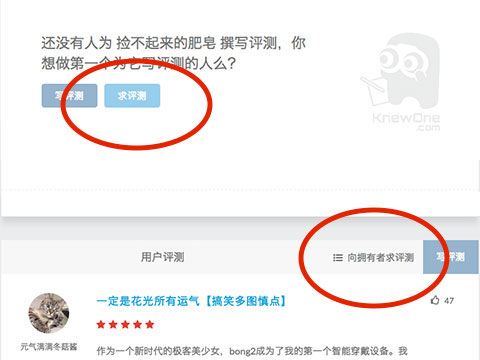 还没有人为 捡不起来的肥皂 撰写评测，你
想做第一个为它写评测的人么？
写评测
求评测
KnewOne
.com
用户评测
向拥有者求评测
写评测
一定是花光所有运气【搞笑多图慎点】
47
元气满满冬菇酱
作为一个新时代的极客美少女，bong2成为了我的第一个智能穿戴设备。我